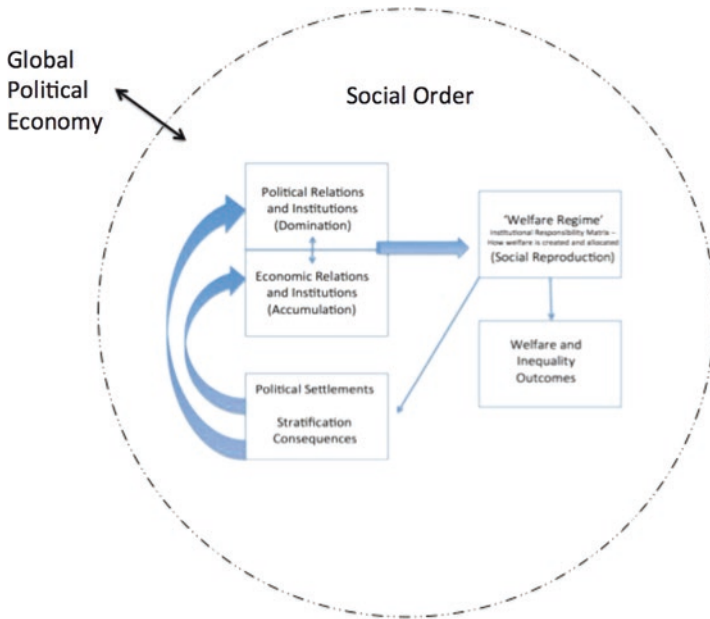 Global
Political
Economy
Social Order
Political Relations
and Institutions
(Domination)
Economic Relations
and Institutions
(Accumulation)
'Welfare Regime'
Institutional Responsibility Matrix –
How welfare is created and allocated
(Social Reproduction)
Welfare and
Inequality
Outcomes
Political Settlements
Stratification
Consequences